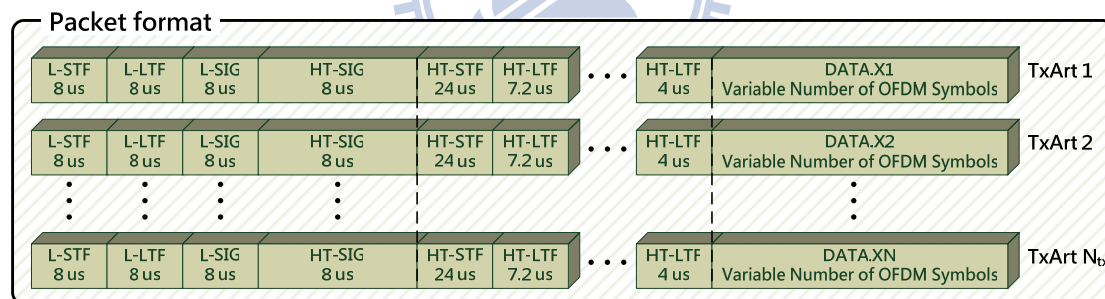 Packet format
L-STF L-LTF L-SIG HT-SIG HT-STF HT-LTF HT-LTF DATA.X1 TxArt 1
8 us 8 us 8 us 8 us 24 us 7.2 us 4 us Variable Number of OFDM Symbols
L-STF L-LTF L-SIG HT-SIG HT-STF HT-LTF HT-LTF DATA.X2 TxArt 2
8 us 8 us 8 us 8 us 24 us 7.2 us 4 us Variable Number of OFDM Symbols
L-STF L-LTF L-SIG HT-SIG HT-STF HT-LTF HT-LTF DATA.XN TxArt Ntx
8 us 8 us 8 us 8 us 24 us 7.2 us 4 us Variable Number of OFDM Symbols